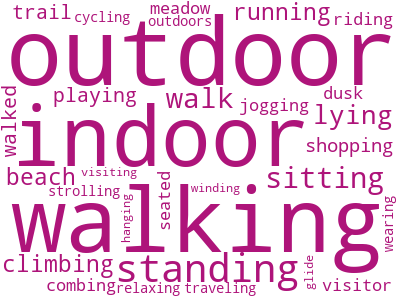 trail
cycling
meadow
outdoors
running
riding
outdoor
playing
walk
jogging
dusk
lying
walked
indoor
shopping
beach
visiting
strolling
seated
winding
sitting
hanging
walking
wearing
climbing
standing
glide
combing
relaxing
traveling
visitor